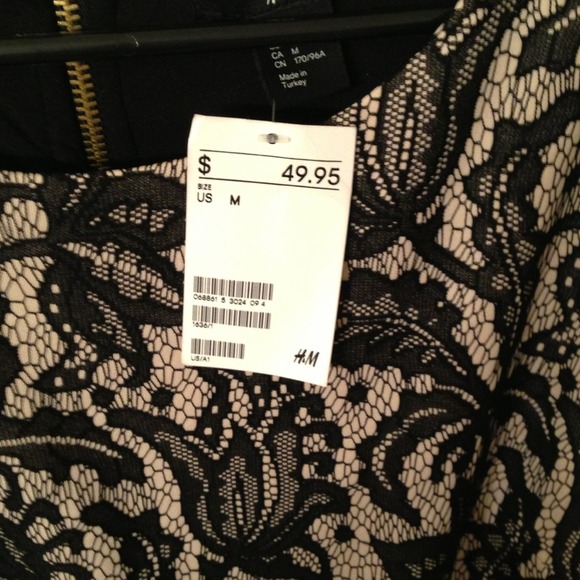 CA M
CN 170/96A
Made in
Turkey
$ 49.95
SIZE
US M
068861 5 3024 09 4
1636/1
US/A1
H&M